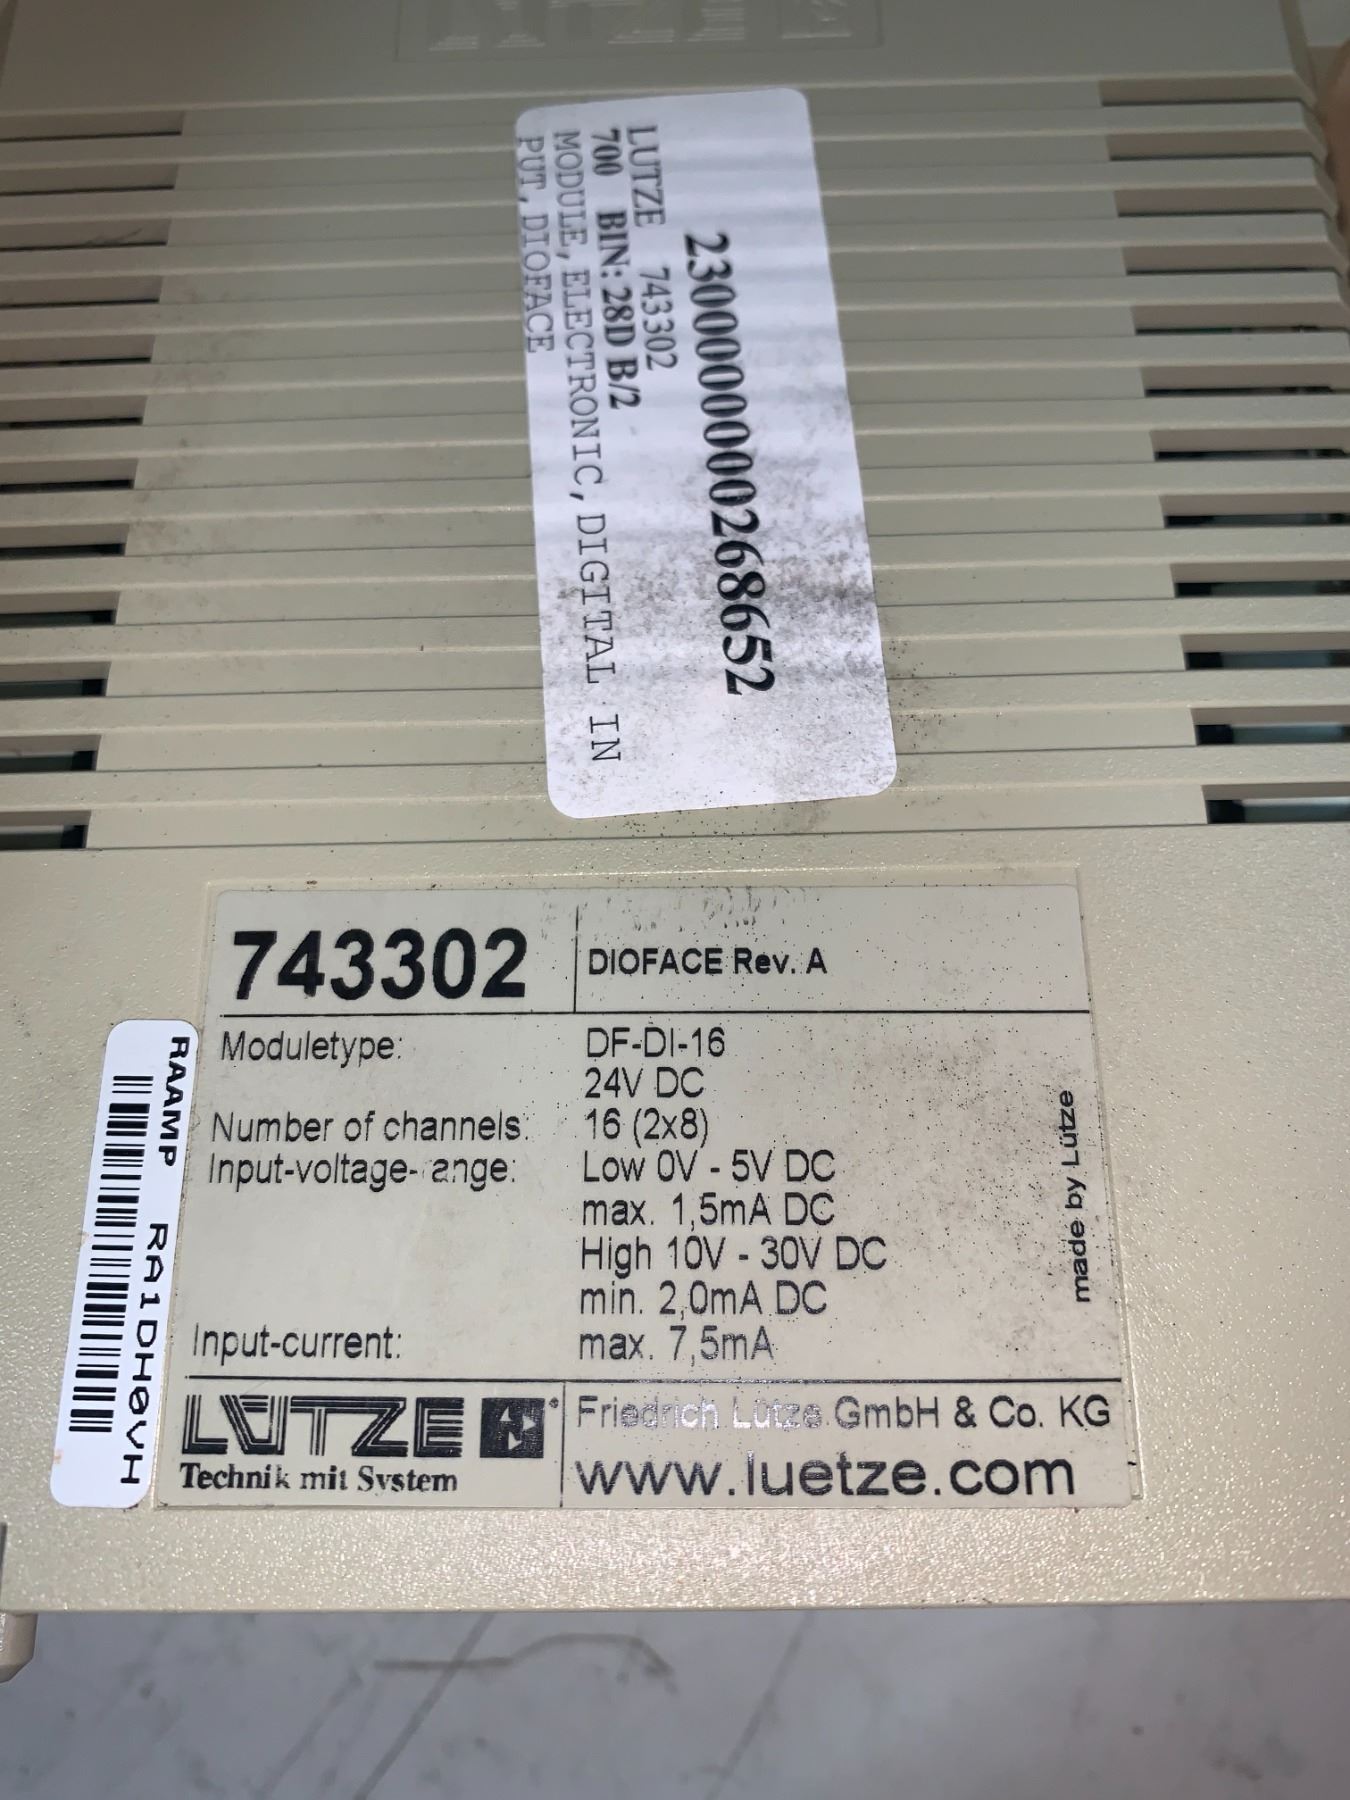 LUTZE
2300000000268652
LUTZE 743302
700 BIN: 28D B/2
MODULE, ELECTRONIC, DIGITAL IN
PUT, DIOFACE
743302
DIOFACE Rev. A
Moduletype: DF-DI-16
24V DC
Number of channels: 16 (2x8)
Input-voltage- ange: Low 0V - 5V DC
max. 1,5mA DC
High 10V - 30V DC
min. 2,0mA DC
Input-current: max. 7,5mA
made by Lütze
LÜTZE
Technik mit System
Friedrich Lütze GmbH & Co. KG
www.luetze.com
RAAMP RA1DH0VH